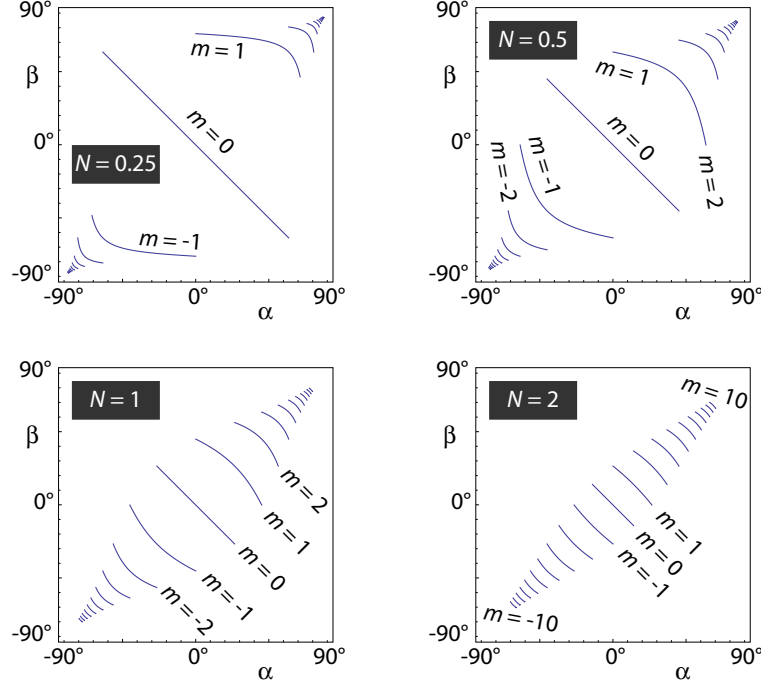 90°
β
0°
-90°
-90°
0°
90°
α
N = 0.25
m = 1
m = 0
m = -1
90°
β
0°
-90°
-90°
0°
90°
α
N = 0.5
m = 1
m = 0
m = -1
m = -2
m = 2
90°
β
0°
-90°
-90°
0°
90°
α
N = 1
m = 2
m = 1
m = 0
m = -1
m = -2
90°
β
0°
-90°
-90°
0°
90°
α
N = 2
m = 10
m = 1
m = 0
m = -1
m = -10